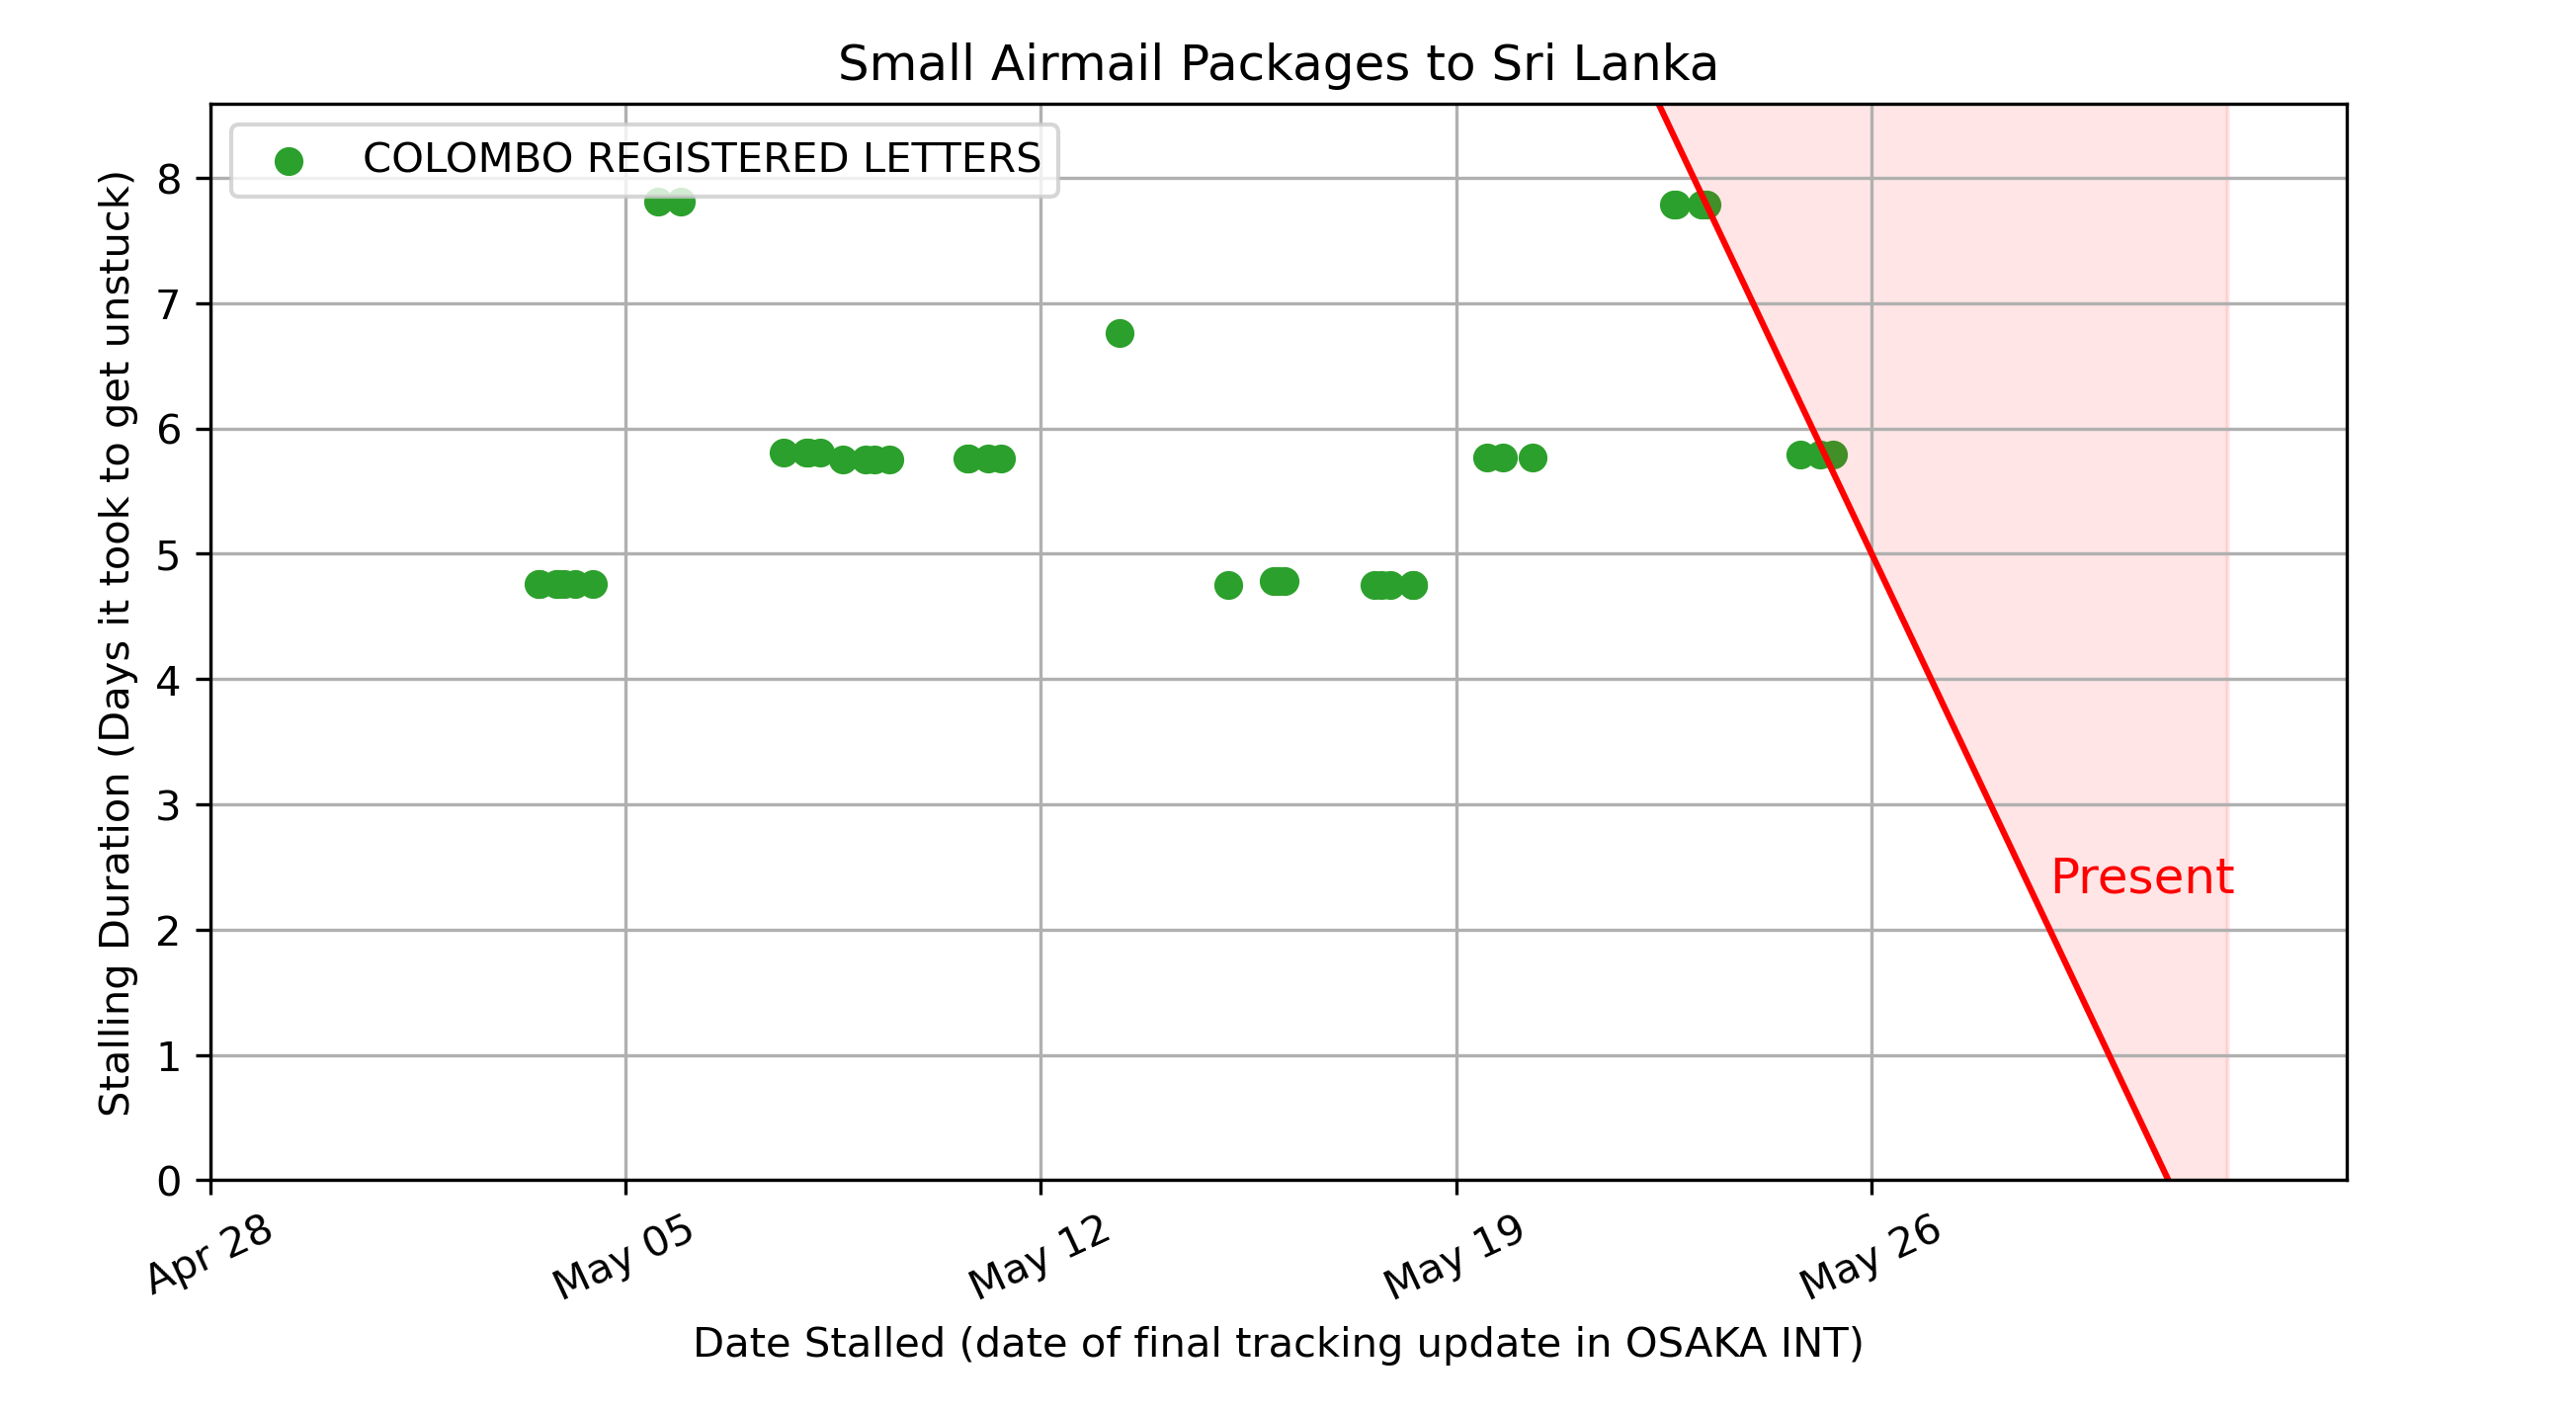 Small Airmail Packages to Sri Lanka
COLOMBO REGISTERED LETTERS
Stalling Duration (Days it took to get unstuck)
8
7
6
5
4
3
2
1
0
Present
Apr 28
May 05
May 12
May 19
May 26
Date Stalled (date of final tracking update in OSAKA INT)